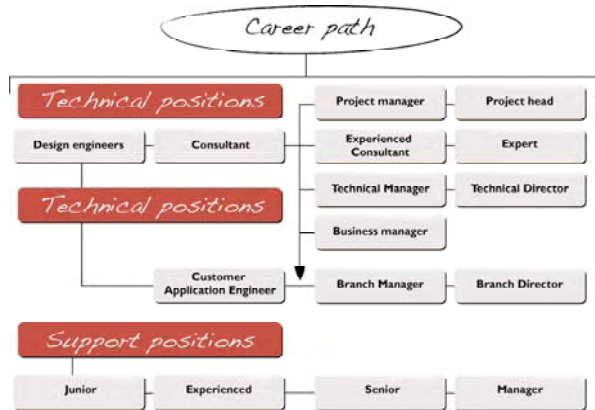 Career path
Technical positions
Project manager
Project head
Design engineers
Consultant
Experienced
Consultant
Expert
Technical Manager
Technical Director
Technical positions
Business manager
Customer
Application Engineer
Branch Manager
Branch Director
Support positions
Junior
Experienced
Senior
Manager